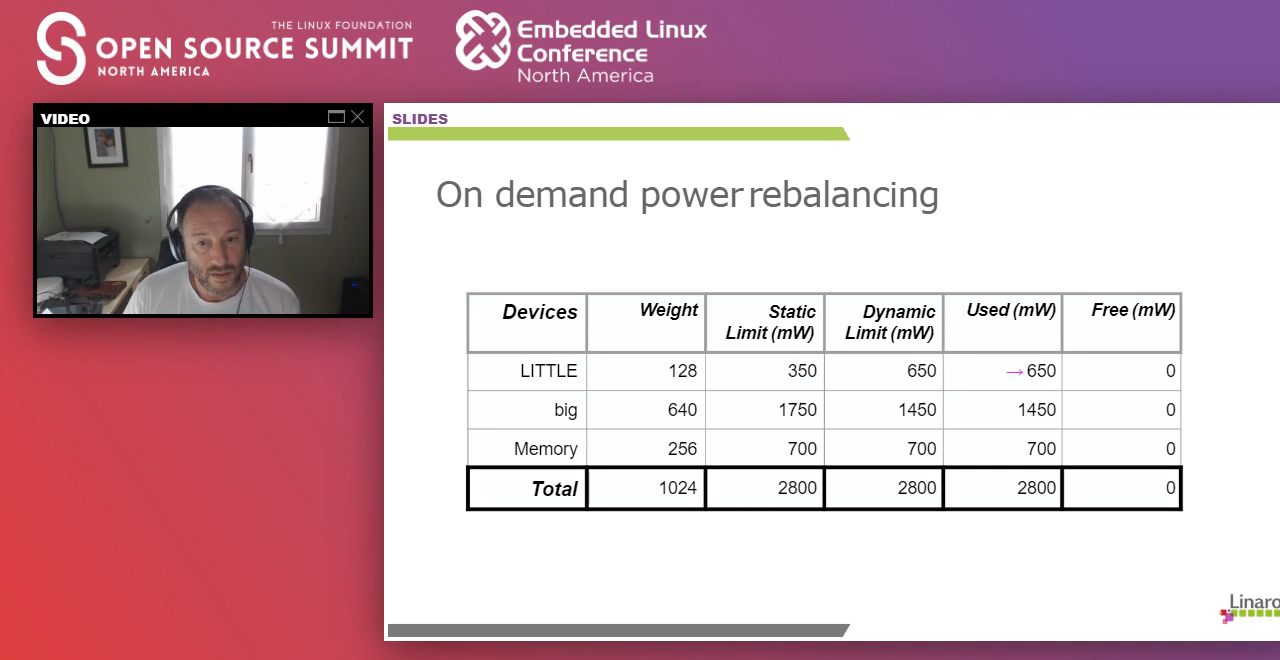 THE LINUX FOUNDATION
OPEN SOURCE SUMMIT
NORTH AMERICA
Embedded Linux
Conference
North America
VIDEO
SLIDES
On demand power rebalancing
Devices Weight Static Limit (mW) Dynamic Limit (mW) Used (mW) Free (mW)
LITTLE 128 350 650 →650 0
big 640 1750 1450 1450 0
Memory 256 700 700 700 0
Total 1024 2800 2800 2800 0
Linaro